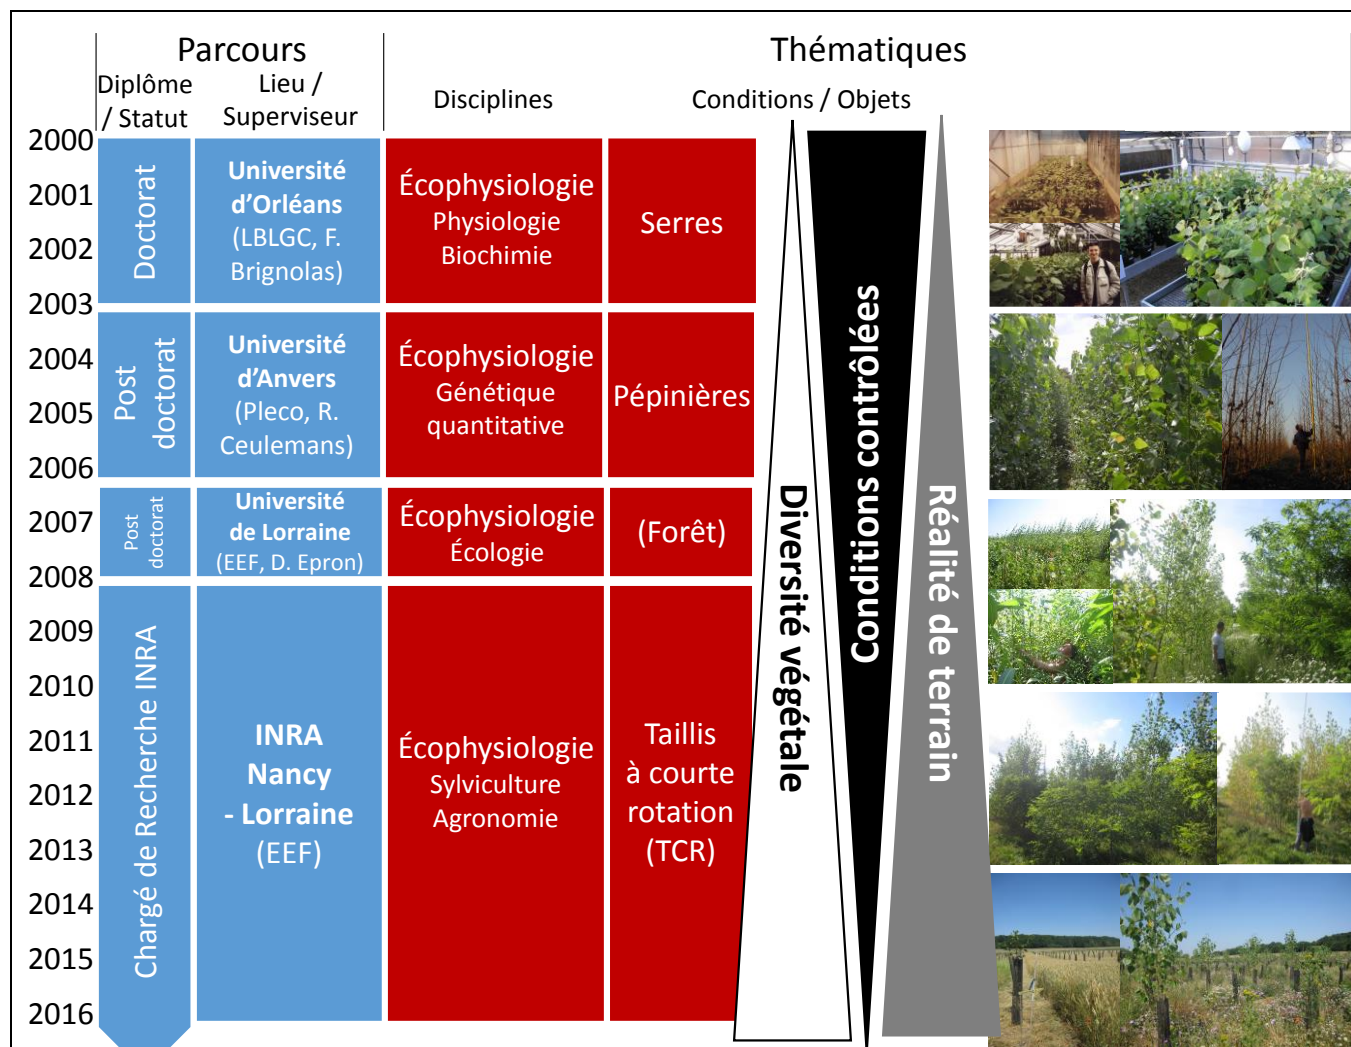 Parcours
Thématiques
Diplôme
/ Statut
Lieu /
Superviseur
Disciplines
Conditions / Objets
2000
2001
2002
2003
2004
2005
2006
2007
2008
2009
2010
2011
2012
2013
2014
2015
2016
Doctorat
Université
d'Orléans
(LBLGC, F.
Brignolas)
Écophysiologie
Physiologie
Biochimie
Serres
Post
doctorat
Université
d'Anvers
(Pleco, R.
Ceulemans)
Écophysiologie
Génétique
quantitative
Pépinières
Post
doctorat
Université
de Lorraine
(EEF, D. Epron)
Écophysiologie
Écologie
(Forêt)
Chargé de Recherche INRA
INRA
Nancy
- Lorraine
(EEF)
Écophysiologie
Sylviculture
Agronomie
Taillis
à courte
rotation
(TCR)
Diversité végétale
Conditions contrôlées
Réalité de terrain